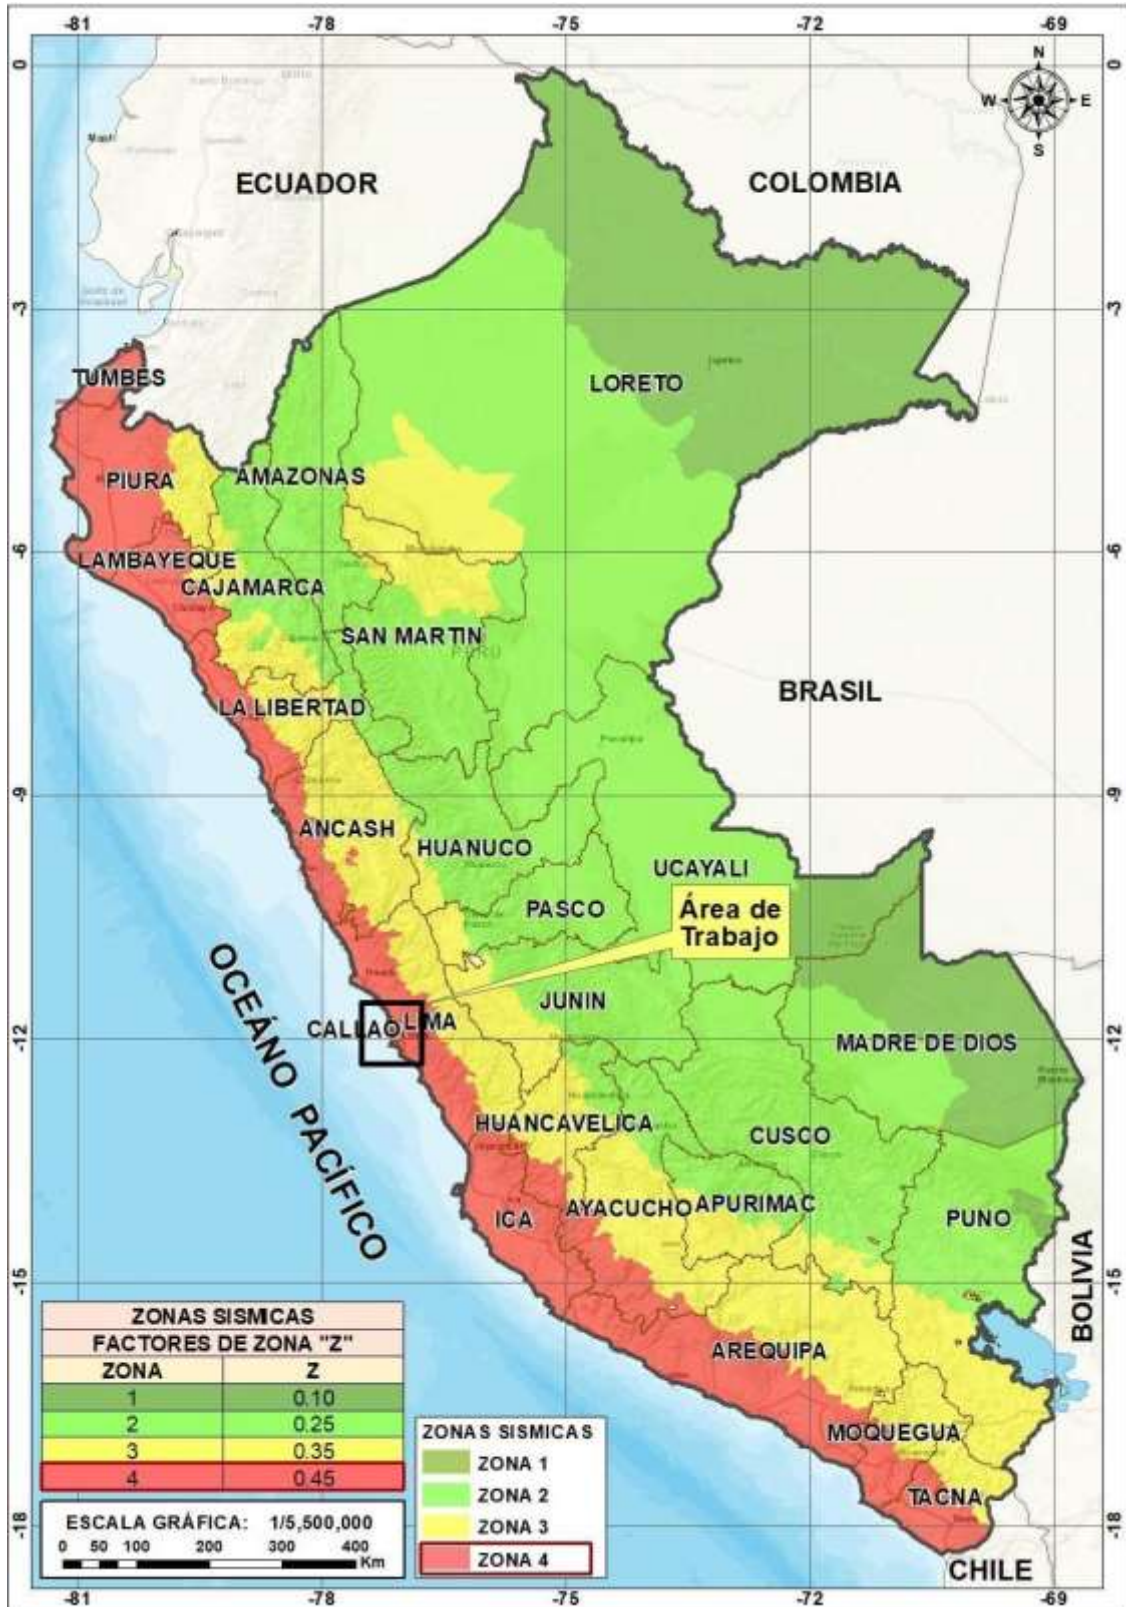 -81 -78 -75 -72 -69
0 0
N
W E
S
ECUADOR
COLOMBIA
-3 -3
TUMBES
LORETO
PIURA
AMAZONAS
-6 -6
LAMBAYEQUE
CAJAMARCA
SAN MARTIN
PERÚ
BRASIL
LA LIBERTAD
-9 -9
ANCASH
HUANUCO
UCAYALI
PASCO
Área de
Trabajo
OCEÁNO PACÍFICO
JUNIN
CALLAO
LIMA
MADRE DE DIOS
-12 -12
HUANCAVELICA
CUSCO
AYACUCHO
APURIMAC
ICA
PUNO
-15 -15
BOLIVIA
AREQUIPA
MOQUEGUA
TACNA
-18 -18
CHILE
ZONAS SISMICAS
FACTORES DE ZONA "Z"
ZONA Z
1 0.10
2 0.25
3 0.35
4 0.45
ESCALA GRÁFICA: 1/5,500,000
0 50 100 200 300 400
Km
ZONAS SISMICAS
ZONA 1
ZONA 2
ZONA 3
ZONA 4
-81 -78 -75 -72 -69